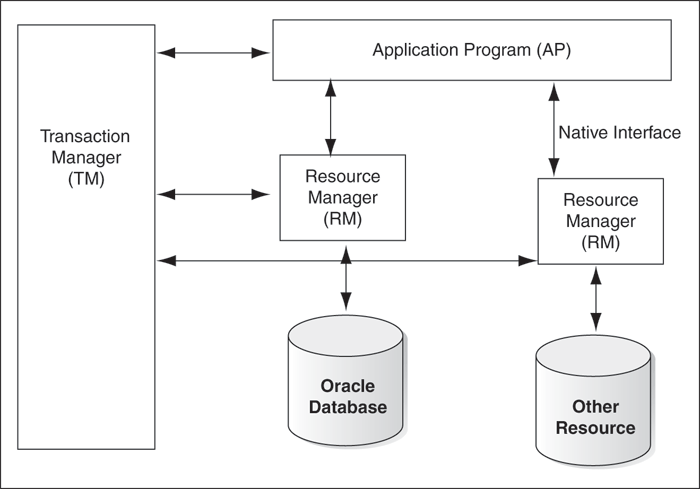 Application Program (AP)
Transaction
Manager
(TM)
Native Interface
Resource
Manager
(RM)
Resource
Manager
(RM)
Oracle
Database
Other
Resource